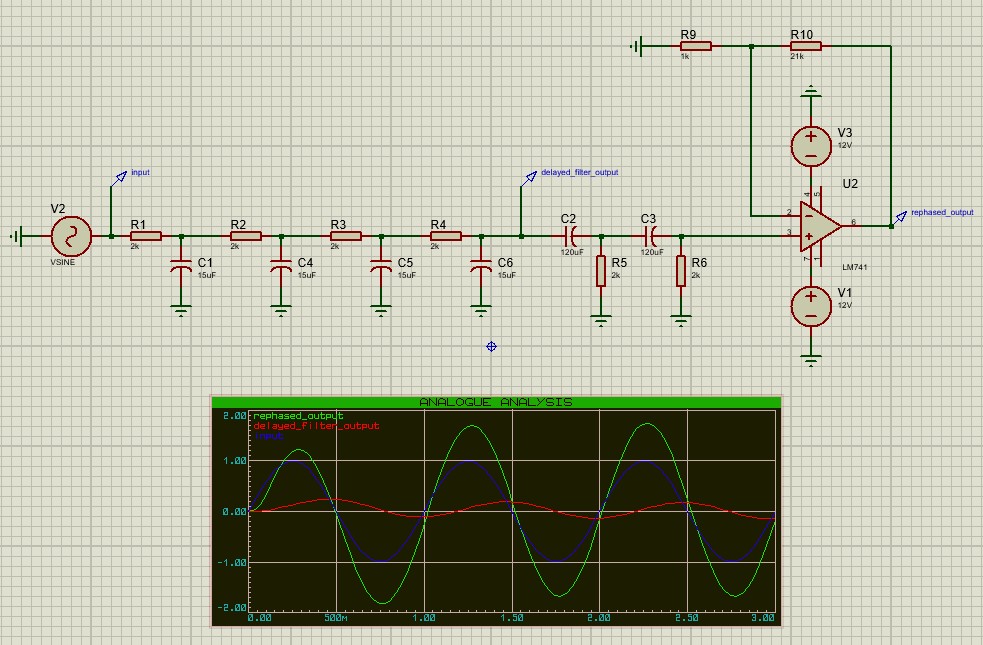 R9
1k
R10
21k
V3
12V
U2
input
delayed_filter_output
rephased_output
V2
VSINE
R1
2k
R2
2k
R3
2k
R4
2k
C2
120uF
C3
120uF
C1
15uF
C4
15uF
C5
15uF
C6
15uF
R5
2k
R6
2k
4
5
2
3
6
7
1
LM741
V1
12V
ANALOGUE ANALYSIS
rephased_output
delayed_filter_output
input
2.00
1.00
0.00
-1.00
-2.00
0.00
500M
1.00
1.50
2.00
2.50
3.00